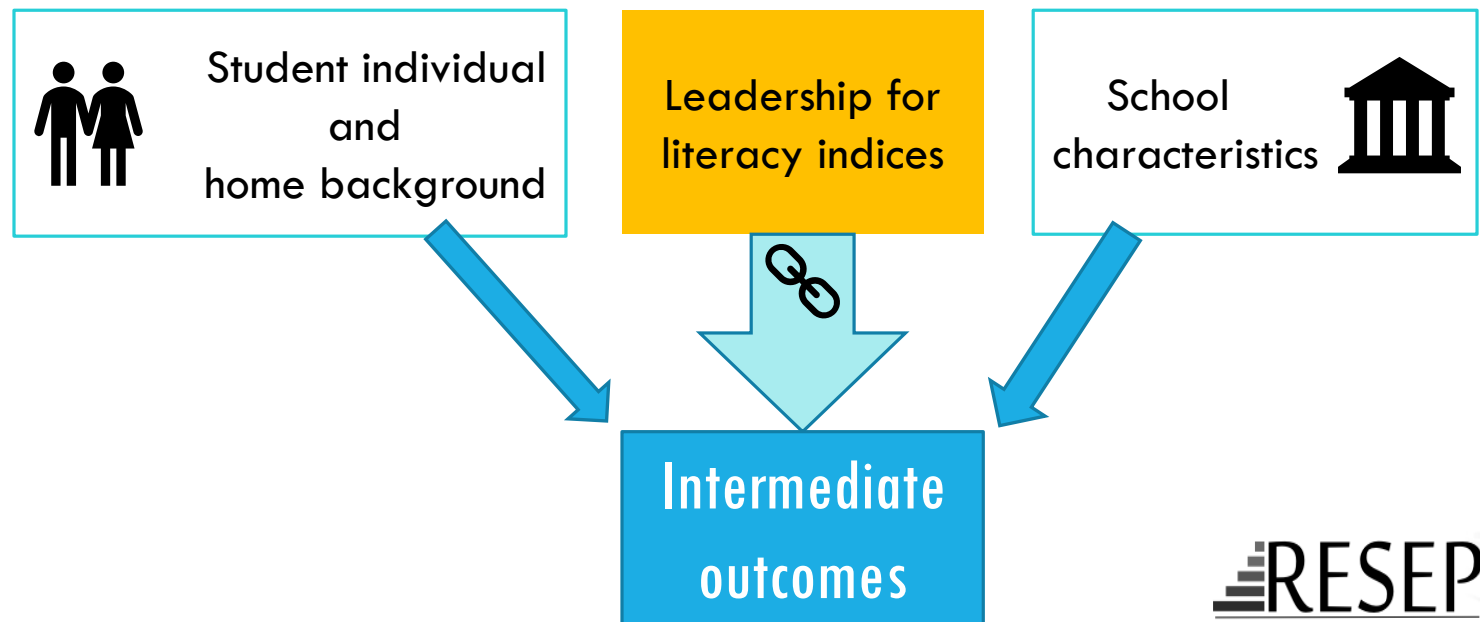 Student individual
and
home background
Leadership for
literacy indices
School
characteristics
Intermediate
outcomes
RESEP